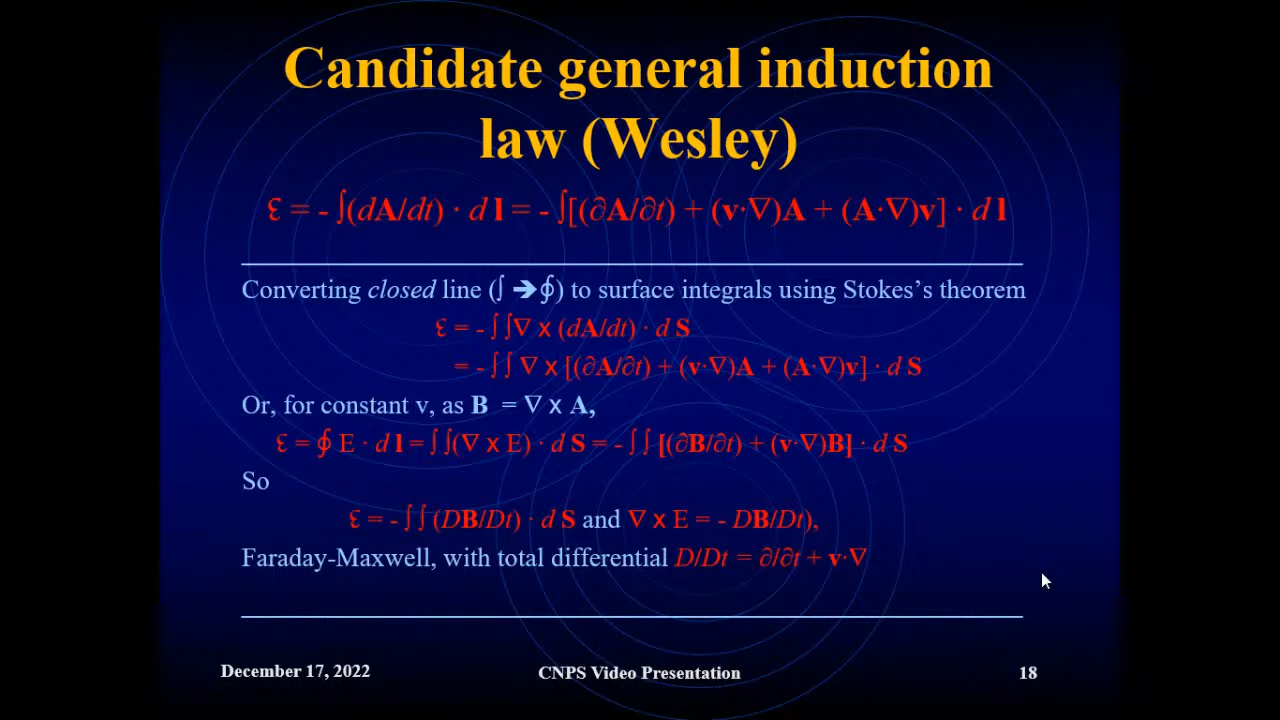 Candidate general induction
law (Wesley)
ℇ = - ∫(dA/dt) · d l = - ∫[(∂A/∂t) + (v·∇)A + (A·∇)v] · d l
Converting closed line (∫ ➔∮) to surface integrals using Stokes’s theorem
ℇ = - ∫ ∫∇ x (dA/dt) · d S
= - ∫ ∫ ∇ x [(∂A/∂t) + (v·∇)A + (A·∇)v] · d S
Or, for constant v, as B = ∇ x A,
ℇ = ∮ E · d l = ∫ ∫(∇ x E) · d S = - ∫ ∫ [(∂B/∂t) + (v·∇)B] · d S
So
ℇ = - ∫ ∫ (DB/Dt) · d S and ∇ x E = - DB/Dt),
Faraday-Maxwell, with total differential D/Dt = ∂/∂t + v·∇
December 17, 2022
CNPS Video Presentation
18